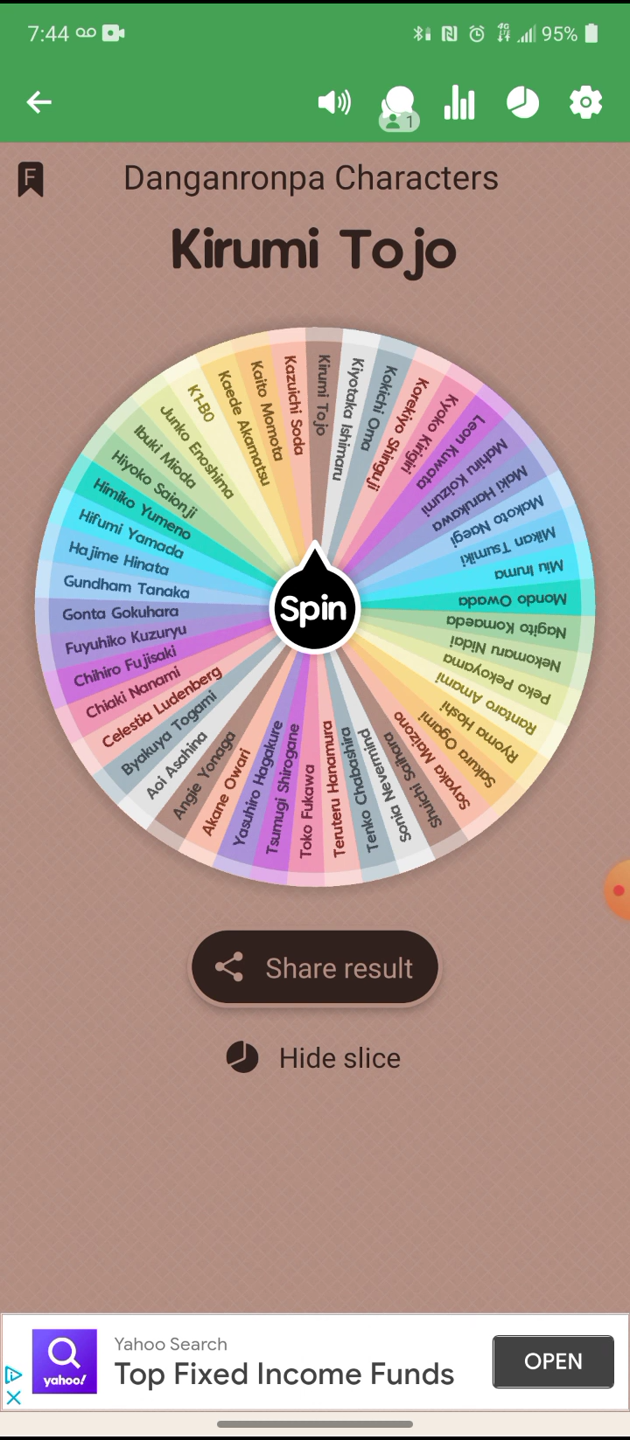 7:44
4G
95%
1
F
Danganronpa Characters
Kirumi Tojo
Kirumi Tojo
Kiyotaka Ishimaru
Kokichi Oma
Korekiyo Shinguji
Kyoko Kirigiri
Leon Kuwata
Mahiru Koizumi
Maki Harukawa
Makoto Naegi
Mikan Tsumiki
Miu Iruma
Mondo Owada
Nagito Komaeda
Nekomaru Nidai
Peko Pekoyama
Rantaro Amami
Ryoma Hoshi
Sakura Ogami
Sayaka Maizono
Shuichi Saihara
Sonia Nevermind
Tenko Chabashira
Teruteru Hanamura
Toko Fukawa
Tsumugi Shirogane
Yasuhiro Hagakure
Akane Owari
Angie Yonaga
Aoi Asahina
Byakuya Togami
Celestia Ludenberg
Chiaki Nanami
Chihiro Fujisaki
Fuyuhiko Kuzuryu
Gonta Gokuhara
Gundham Tanaka
Hajime Hinata
Hifumi Yamada
Himiko Yumeno
Hiyoko Saionji
Ibuki Mioda
Junko Enoshima
K1-B0
Kaede Akamatsu
Kaito Momota
Kazuichi Soda
Spin
Share result
Hide slice
Yahoo Search
Top Fixed Income Funds
yahoo!
OPEN